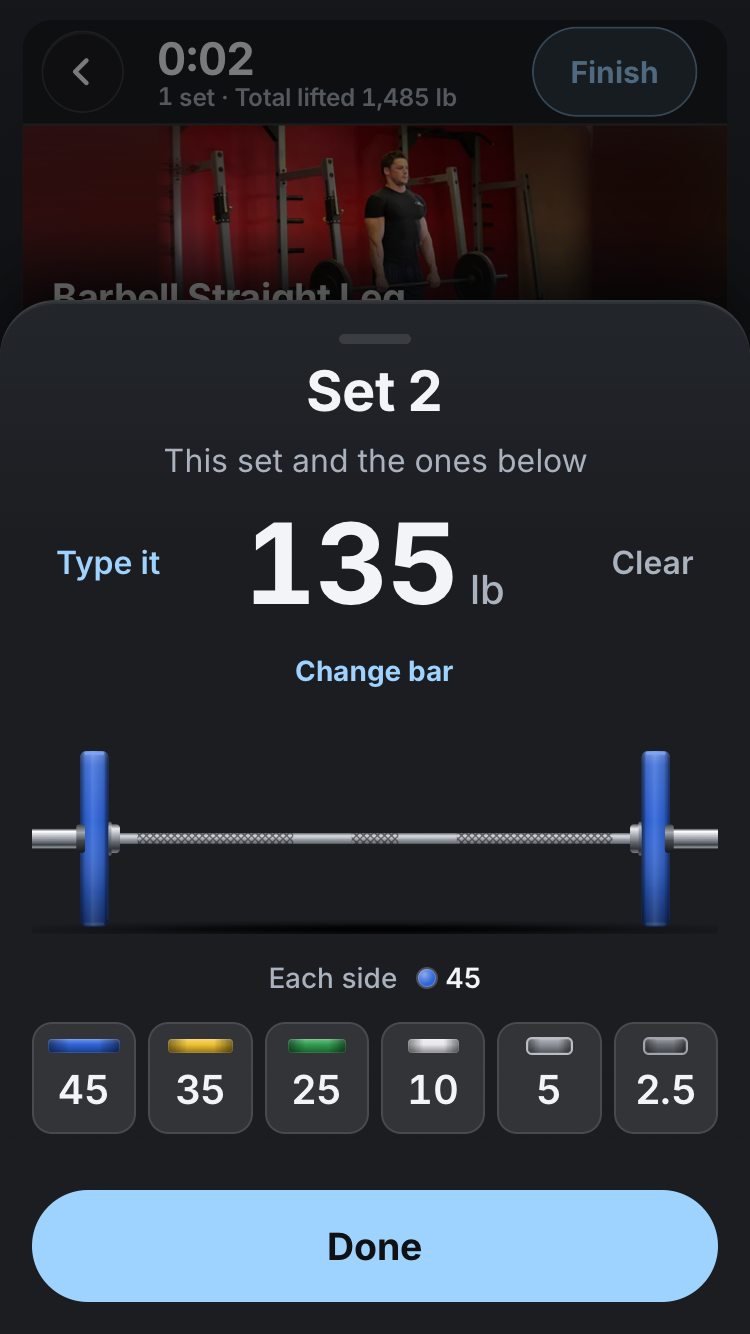 0:02
1 set · Total lifted 1,485 lb
Finish
Barbell Straight Leg
Set 2
This set and the ones below
Type it
135 lb
Clear
Change bar
Each side 45
45
35
25
10
5
2.5
Done